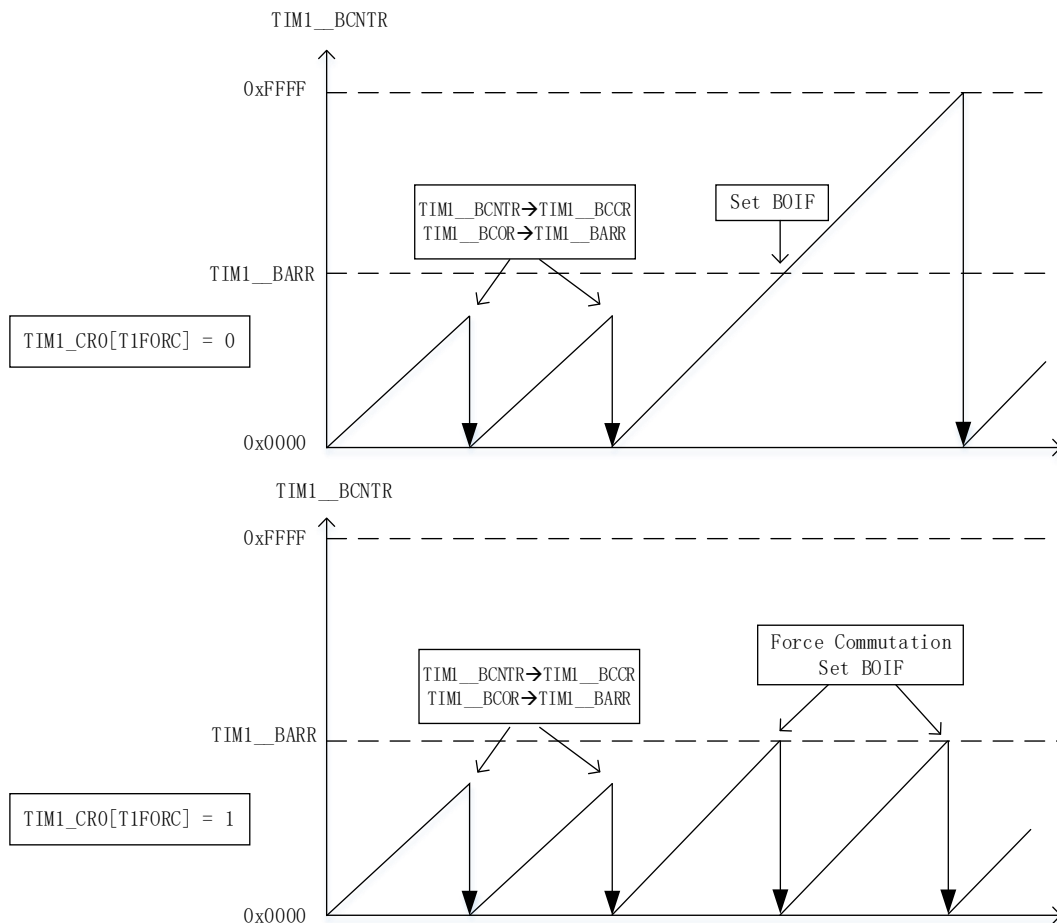 TIM1__BCNTR
0xFFFF
TIM1__BCNTR→TIM1__BCCR
TIM1__BCOR→TIM1__BARR
Set BOIF
TIM1__BARR
TIM1_CR0[T1FORC] = 0
0x0000
TIM1__BCNTR
0xFFFF
Force Commutation
Set BOIF
TIM1__BCNTR→TIM1__BCCR
TIM1__BCOR→TIM1__BARR
TIM1__BARR
TIM1_CR0[T1FORC] = 1
0x0000